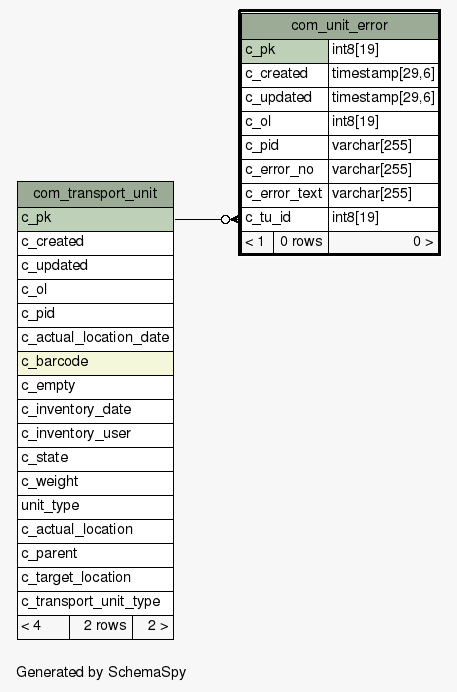 com_unit_error
c_pk int8[19]
c_created timestamp[29,6]
c_updated timestamp[29,6]
c_ol int8[19]
c_pid varchar[255]
c_error_no varchar[255]
c_error_text varchar[255]
c_tu_id int8[19]
< 1 0 rows 0 >
com_transport_unit
c_pk
c_created
c_updated
c_ol
c_pid
c_actual_location_date
c_barcode
c_empty
c_inventory_date
c_inventory_user
c_state
c_weight
unit_type
c_actual_location
c_parent
c_target_location
c_transport_unit_type
< 4 2 rows 2 >
Generated by SchemaSpy